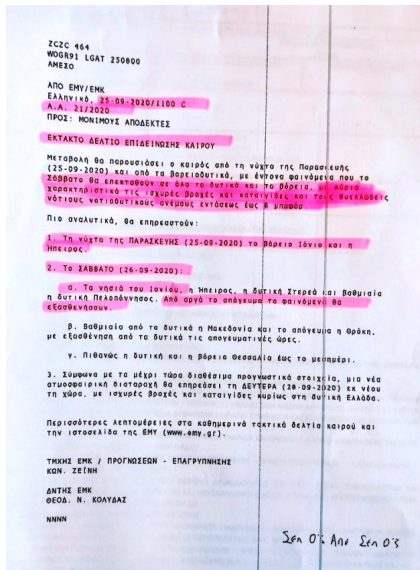 ZCZC 464
WOGR91 LGAT 250800
ΑΜΕΣΟ
ΑΠΟ ΕΜΥ/ΕΜΚ
Ελληνικό, 25-09-2020/1100 C
Α.Α. 21/2020
ΠΡΟΣ: ΜΟΝΙΜΟΥΣ ΑΠΟΔΕΚΤΕΣ
ΕΚΤΑΚΤΟ ΔΕΛΤΙΟ ΕΠΙΔΕΙΝΩΣΗΣ ΚΑΙΡΟΥ
Μεταβολή θα παρουσιάσει ο καιρός από τη νύχτα της Παρασκευής
(25-09-2020) και από τα βορειοδυτικά, με έντονα φαινόμενα που το
Σάββατο θα επεκταθούν σε όλα τα δυτικά και τα βόρεια, με κύρια
χαρακτηριστικά τις ισχυρές βροχές και καταιγίδες και τους θυελλώδεις
νότιους νοτιοδυτικούς ανέμους εντάσεως έως 8 μποφόρ.
Πιο αναλυτικά, θα επηρεαστούν:
1. Τη νύχτα της ΠΑΡΑΣΚΕΥΗΣ (25-09-2020) το βόρειο Ιόνιο και η
Ήπειρος.
2. Το ΣΑΒΒΑΤΟ (26-09-2020):
α. Τα νησιά του Ιονίου, η Ήπειρος, η δυτική Στερεά και βαθμιαία
η δυτική Πελοπόννησος. Από αργά το απόγευμα τα φαινόμενα θα
εξασθενήσουν.
β. Βαθμιαία από τα δυτικά η Μακεδονία και το απόγευμα η Θράκη,
με εξασθένηση από τα δυτικά τις απογευματινές ώρες.
γ. Πιθανώς η δυτική και η βόρεια Θεσσαλία έως το μεσημέρι.
3. Σύμφωνα με τα μέχρι τώρα διαθέσιμα προγνωστικά στοιχεία, μια νέα
ατμοσφαιρική διαταραχή θα επηρεάσει τη ΔΕΥΤΕΡΑ (28-09-2020) εκ νέου
τη χώρα, με ισχυρές βροχές και καταιγίδες κυρίως στη δυτική Ελλάδα.
Περισσότερες λεπτομέρειες στα καθημερινά τακτικά δελτία καιρού και
την ιστοσελίδα της ΕΜΥ (www.emy.gr).
ΤΜΧΗΣ ΕΜΚ / ΠΡΟΓΝΩΣΕΩΝ - ΕΠΑΓΡΥΠΝΗΣΗΣ
ΚΩΝ. ΖΕΪΝΗ
ΔΝΤΗΣ ΕΜΚ
ΘΕΟΔ. Ν. ΚΟΛΥΔΑΣ
NNNN
Σελ 03 Από Σελ 03